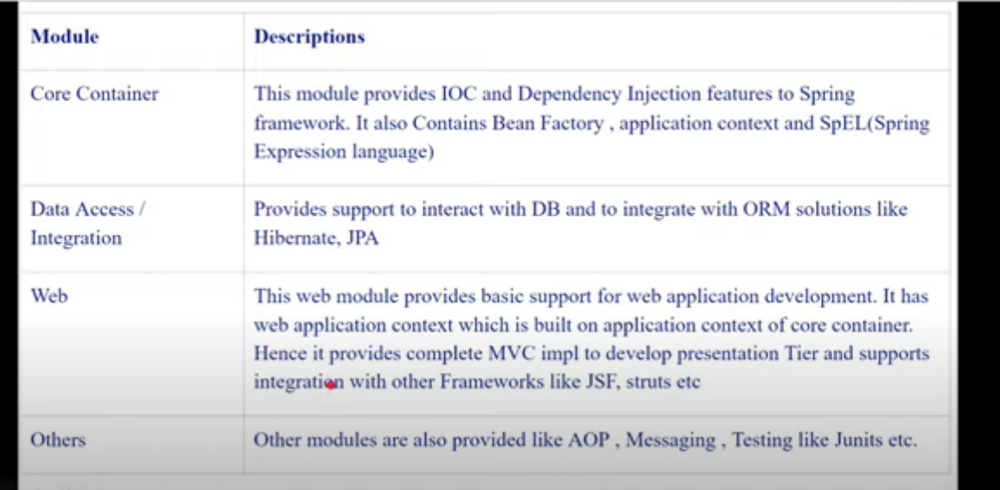 Module
Descriptions
Core Container
This module provides IOC and Dependency Injection features to Spring
framework. It also Contains Bean Factory , application context and SpEL(Spring
Expression language)
Data Access /
Integration
Provides support to interact with DB and to integrate with ORM solutions like
Hibernate, JPA
Web
This web module provides basic support for web application development. It has
web application context which is built on application context of core container.
Hence it provides complete MVC impl to develop presentation Tier and supports
integration with other Frameworks like JSF, struts etc
Others
Other modules are also provided like AOP , Messaging , Testing like Junits etc.